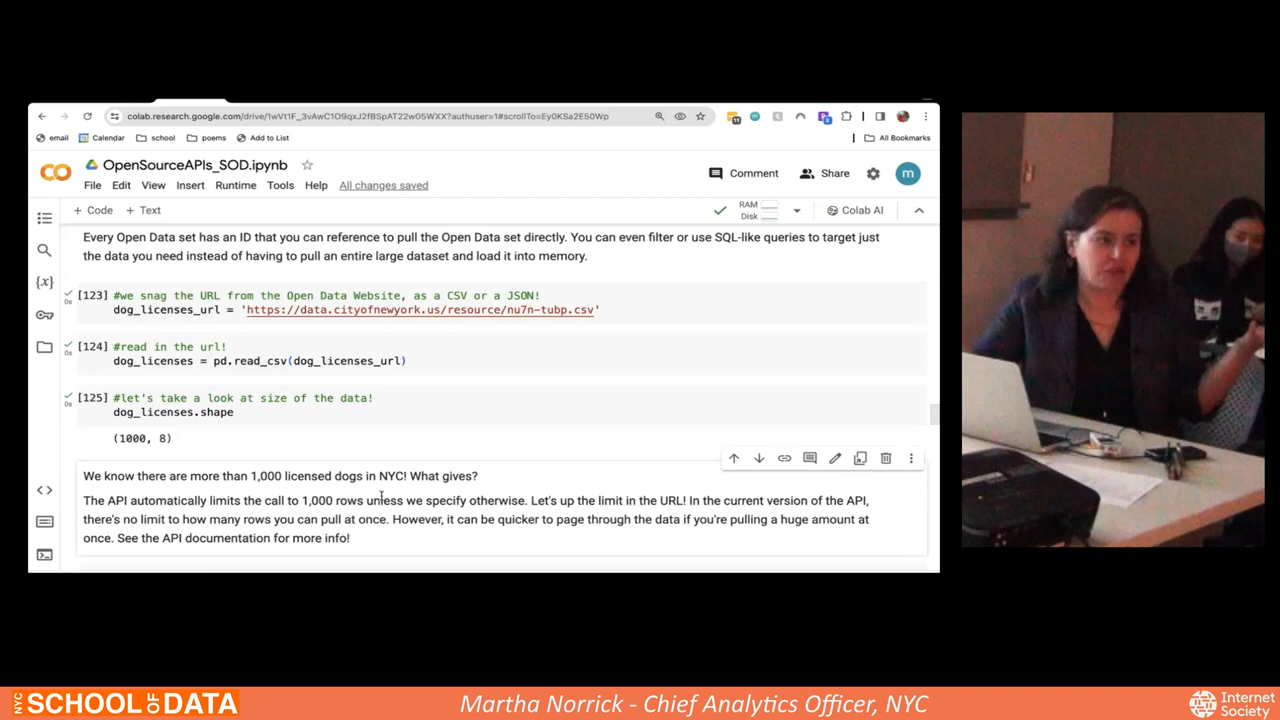 colab.research.google.com/drive/1wVt1F_3vAwC1O9qxJ2fBSpAT22w05WXX?authuser=1#scrollTo=Ey0KSa2E50Wp
email
Calendar
school
poems
Add to List
All Bookmarks
OpenSourceAPIs_SOD.ipynb
Comment
Share
m
File Edit View Insert Runtime Tools Help All changes saved
+ Code + Text
RAM
Disk
Colab AI
Every Open Data set has an ID that you can reference to pull the Open Data set directly. You can even filter or use SQL-like queries to target just
the data you need instead of having to pull an entire large dataset and load it into memory.
[123] #we snag the URL from the Open Data Website, as a CSV or a JSON!
dog_licenses_url = 'https://data.cityofnewyork.us/resource/nu7n-tubp.csv'
[124] #read in the url!
dog_licenses = pd.read_csv(dog_licenses_url)
[125] #let's take a look at size of the data!
dog_licenses.shape
(1000, 8)
We know there are more than 1,000 licensed dogs in NYC! What gives?
The API automatically limits the call to 1,000 rows unless we specify otherwise. Let's up the limit in the URL! In the current version of the API,
there's no limit to how many rows you can pull at once. However, it can be quicker to page through the data if you're pulling a huge amount at
once. See the API documentation for more info!
NYC SCHOOL OF DATA
Martha Norrick - Chief Analytics Officer, NYC
Internet
Society